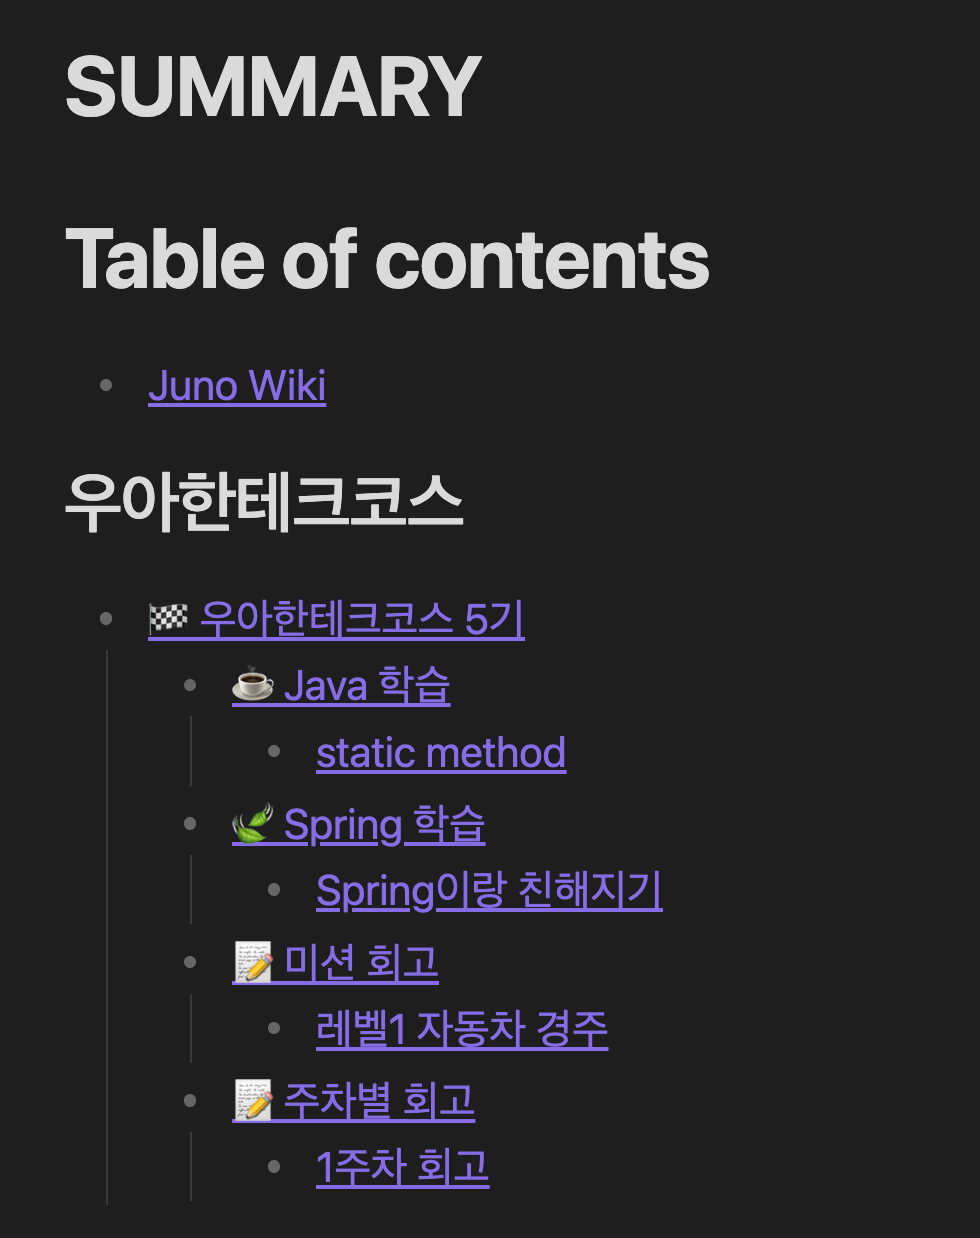 SUMMARY
Table of contents
Juno Wiki
우아한테크코스
🏁 우아한테크코스 5기
☕ Java 학습
static method
🍃 Spring 학습
Spring이랑 친해지기
📝 미션 회고
레벨1 자동차 경주
📝 주차별 회고
1주차 회고